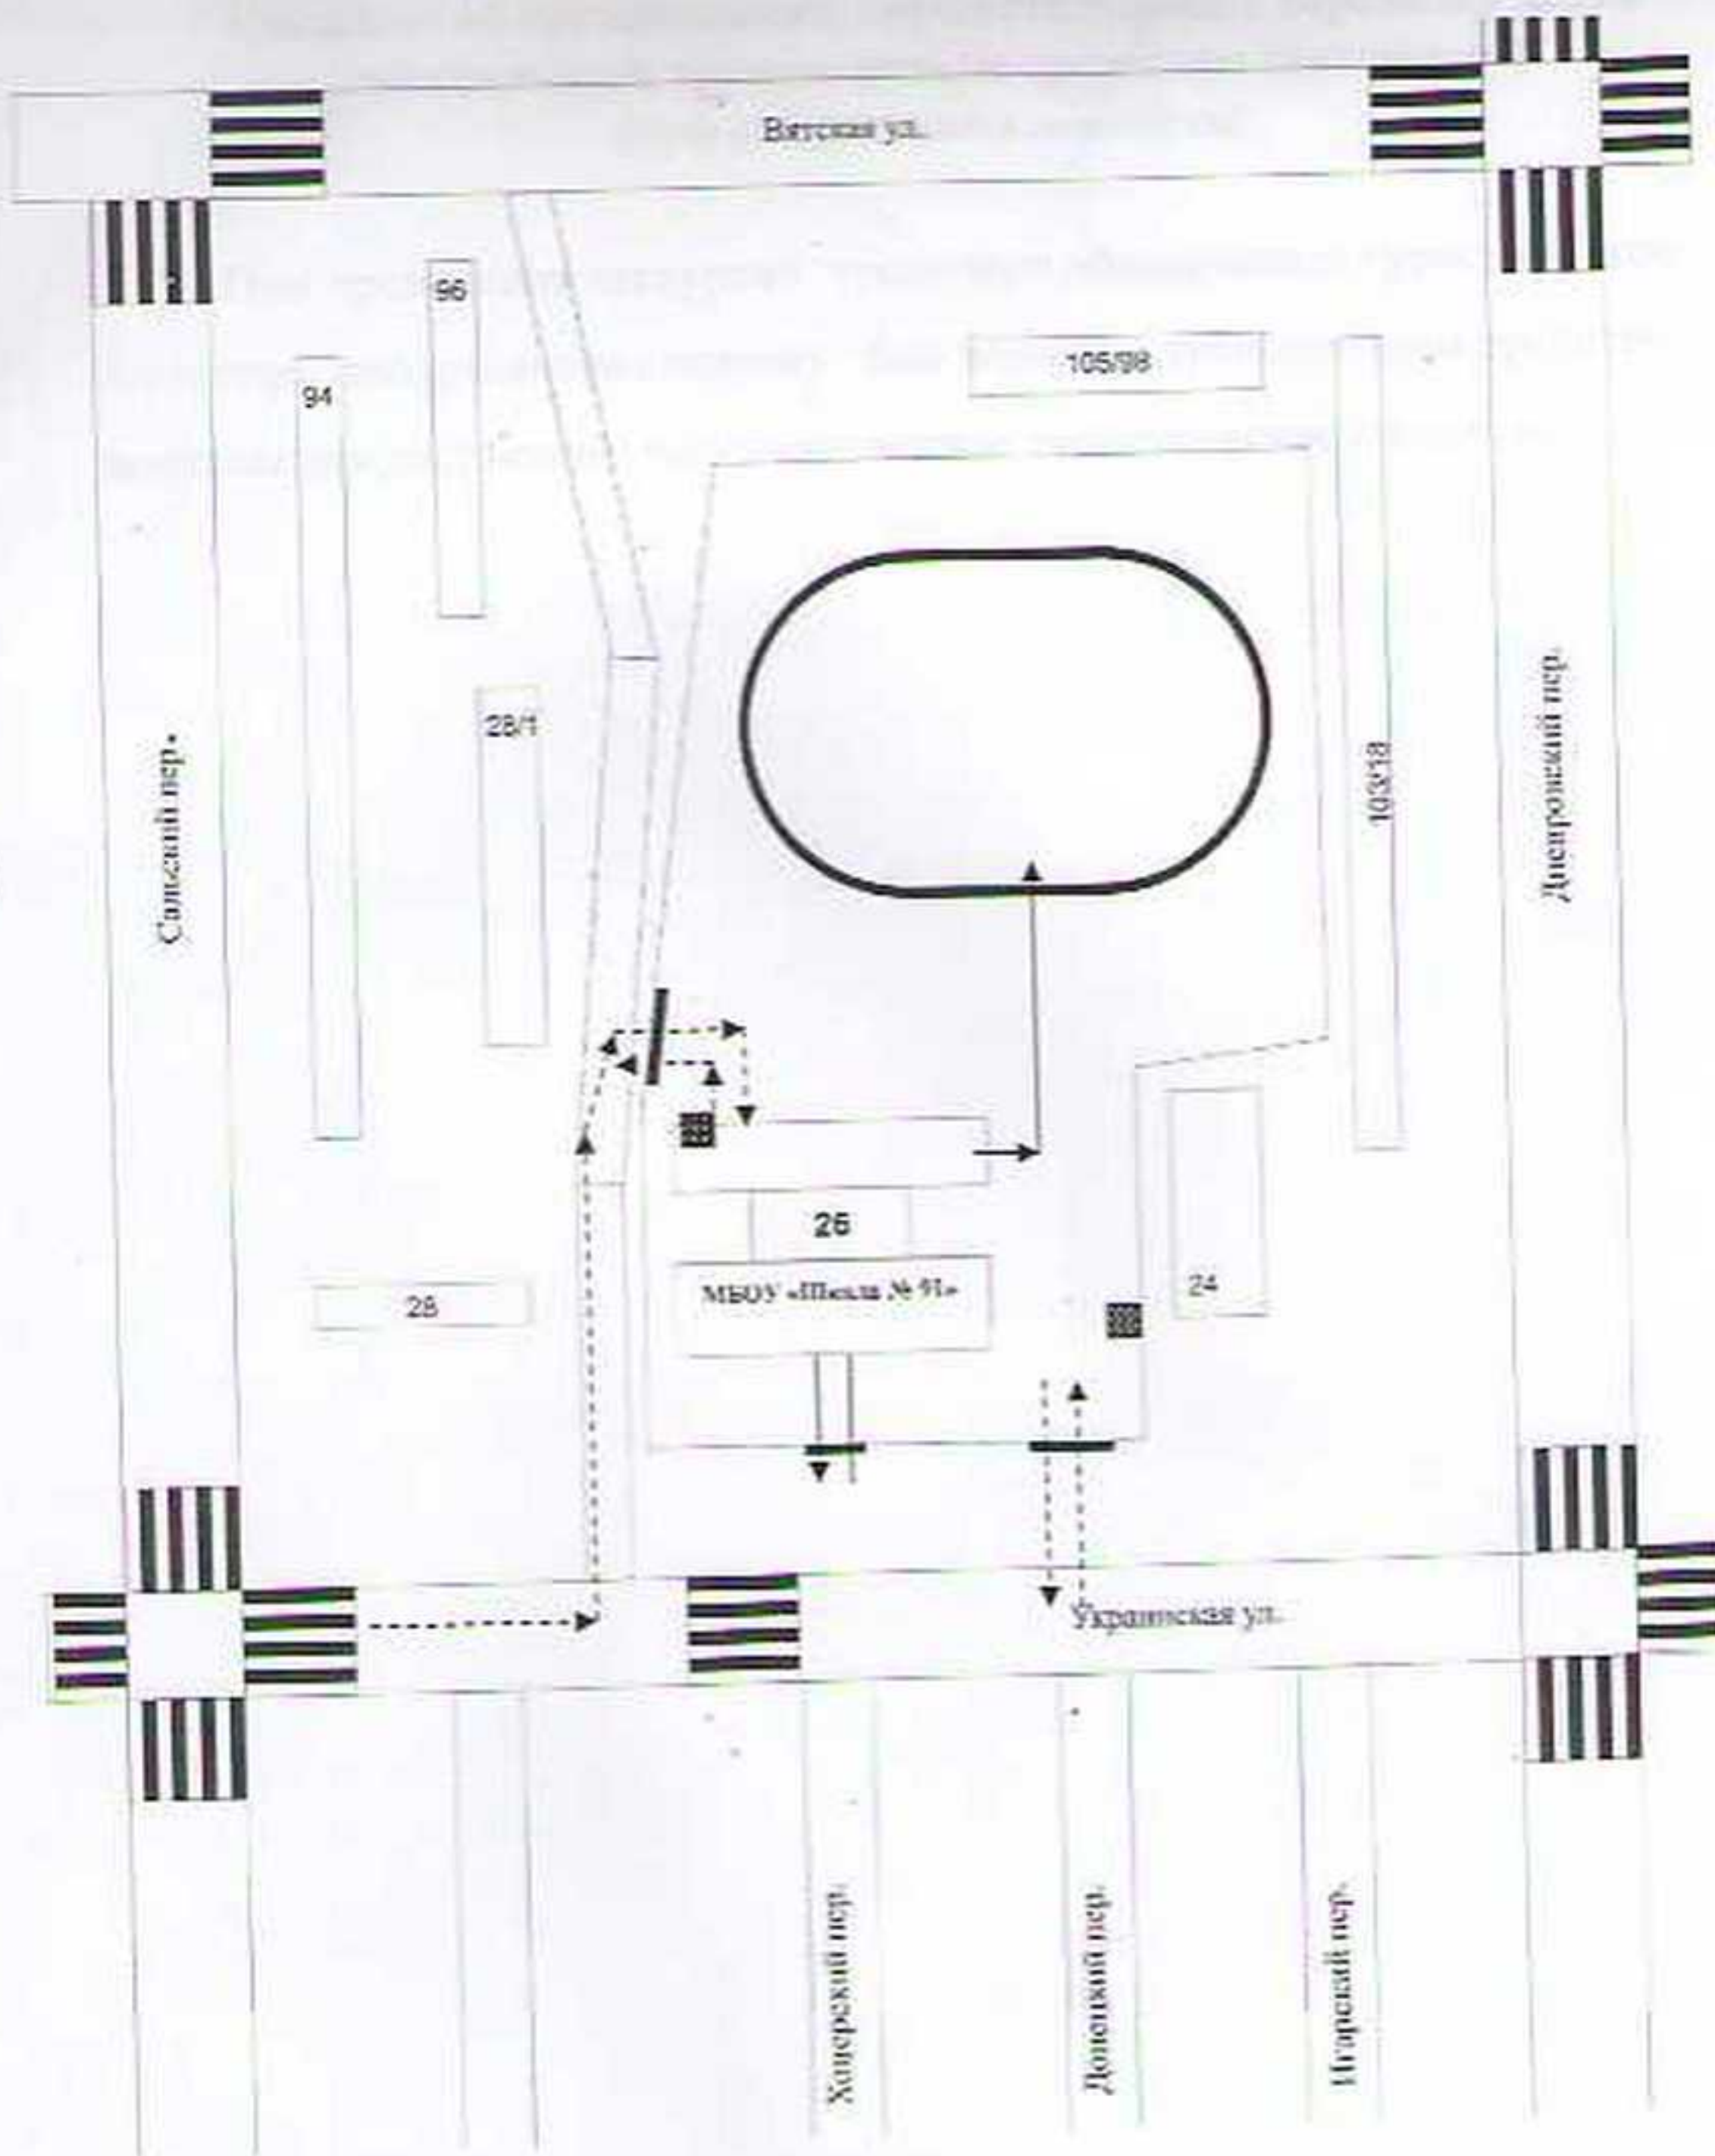 Вятская ул.
96
94
105/98
28/1
Сальский пер.
Днепровский пер.
103/18
26
МБОУ «Школа № 91»
28
24
Украинская ул.
Хоперский пер.
Донецкий пер.
Игарский пер.